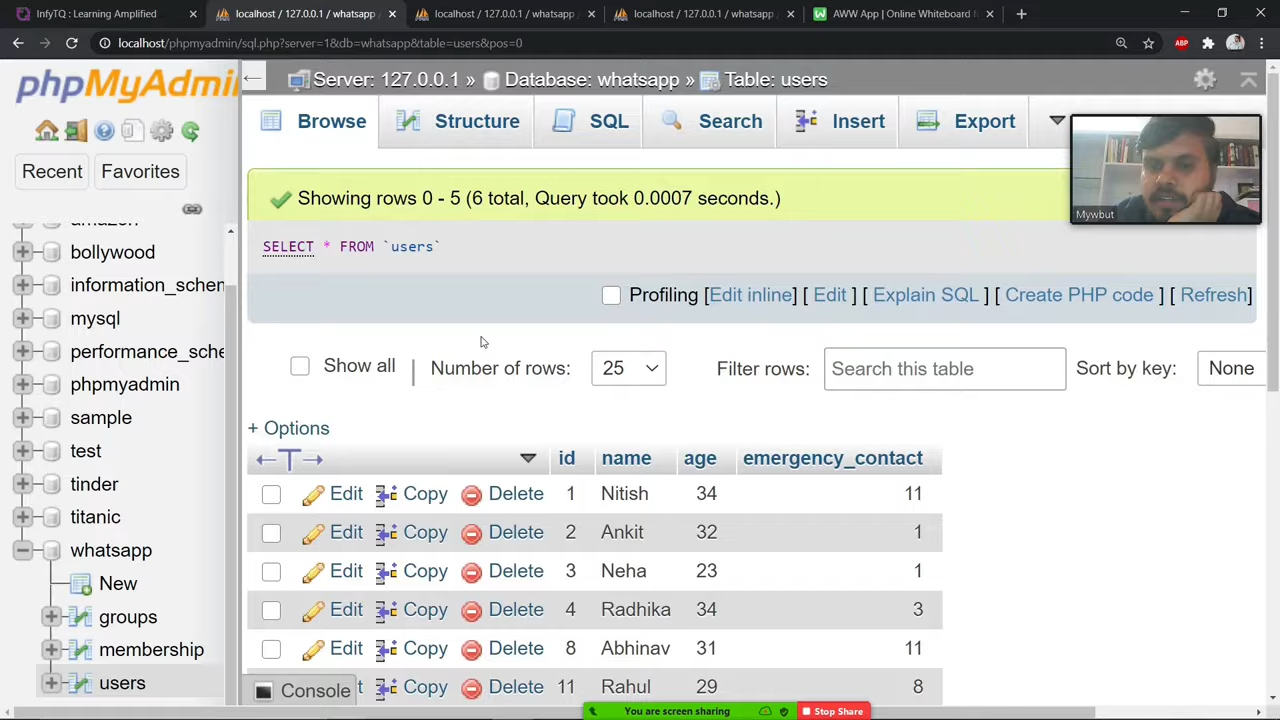 InfyTQ : Learning Amplified
localhost / 127.0.0.1 / whatsapp
localhost / 127.0.0.1 / whatsapp
localhost / 127.0.0.1 / whatsapp
AWW App | Online Whiteboard f
localhost/phpmyadmin/sql.php?server=1&db=whatsapp&table=users&pos=0
ABP
phpMyAdmin
Server: 127.0.0.1 » Database: whatsapp » Table: users
Browse Structure SQL Search Insert Export
Recent Favorites
Mywbut
Showing rows 0 - 5 (6 total, Query took 0.0007 seconds.)
SELECT * FROM `users`
Profiling [Edit inline] [ Edit ] [ Explain SQL ] [ Create PHP code ] [ Refresh]
Show all | Number of rows: 25 Filter rows: Search this table Sort by key: None
+ Options
id name age emergency_contact
Edit Copy Delete 1 Nitish 34 11
Edit Copy Delete 2 Ankit 32 1
Edit Copy Delete 3 Neha 23 1
Edit Copy Delete 4 Radhika 34 3
Edit Copy Delete 8 Abhinav 31 11
t Copy Delete 11 Rahul 29 8
Console
amazon
bollywood
information_schem
mysql
performance_sche
phpmyadmin
sample
test
tinder
titanic
whatsapp
New
groups
membership
users
You are screen sharing Stop Share